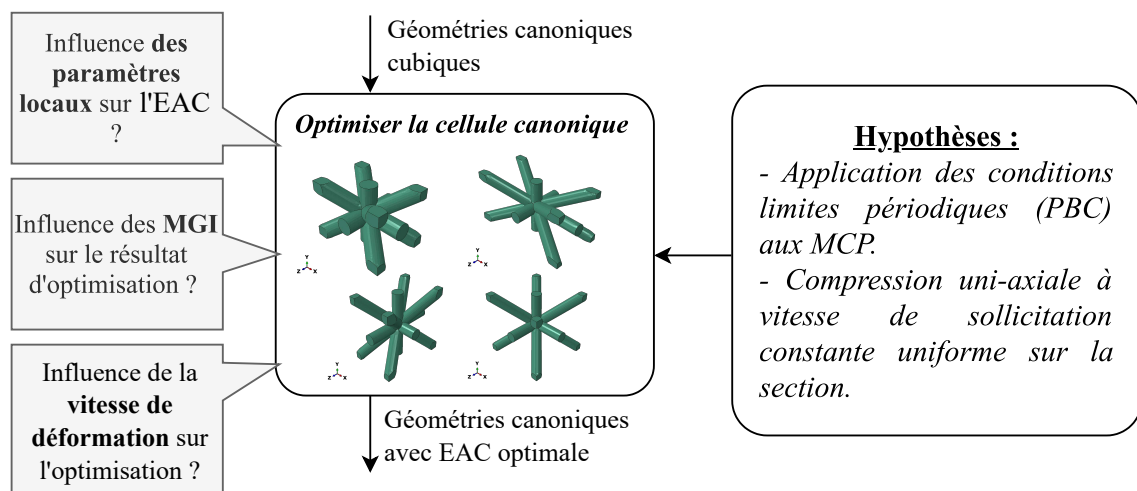 Influence des
paramètres
locaux sur l'EAC
?
Influence des MGI
sur le résultat
d'optimisation ?
Influence de la
vitesse de
déformation sur
l'optimisation ?
Géométries canoniques
cubiques
Optimiser la cellule canonique
Y
Z X
Y
Z X
Y
Z X
Y
Z X
Géométries canoniques
avec EAC optimale
Hypothèses :
- Application des conditions
limites périodiques (PBC)
aux MCP.
- Compression uni-axiale à
vitesse de sollicitation
constante uniforme sur la
section.